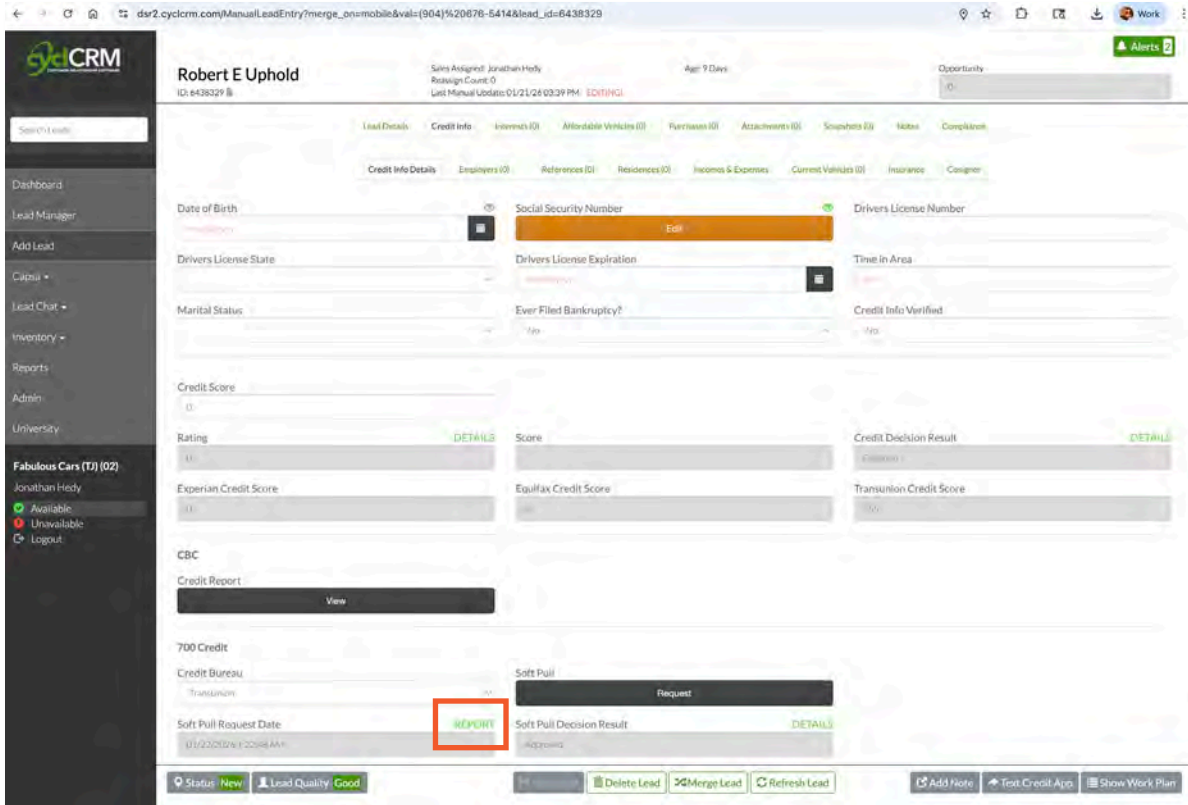 dsr2.cyclcrm.com/ManualLeadEntry?merge_on=mobile&val=(904)%20676-5414&lead_id=6438329
Work
cyclCRM
Alerts 2
Robert E Uphold
ID: 6438329
Sales Assigned: Jonathan Hedy
Reassign Count: 0
Last Manual Update: 01/21/26 03:39 PM EDITING!
Age: 9 Days
Opportunity
Search Leads
Lead Details Credit Info Interests (0) Affordable Vehicles (0) Purchases (0) Attachments (0) Snapshots (0) Notes Compliance
Credit Info Details Employers (0) References (0) Residences (0) Incomes & Expenses Current Vehicles (0) Insurance Cosigner
Dashboard
Lead Manager
Add Lead
Capsa
Lead Chat
Inventory
Reports
Admin
University
Fabulous Cars (TJ) (02)
Jonathan Hedy
Available
Unavailable
Logout
Date of Birth
Social Security Number
Edit
Drivers License Number
Drivers License State
Drivers License Expiration
Time in Area
Marital Status
Ever Filed Bankruptcy?
No
Credit Info Verified
No
Credit Score
0
Rating DETAILS
Score
Credit Decision Result DETAILS
Experian Credit Score
Equifax Credit Score
Transunion Credit Score
CBC
Credit Report
View
700 Credit
Credit Bureau
Transunion
Soft Pull
Request
Soft Pull Request Date REPORT
Soft Pull Decision Result DETAILS
Approved
Status New Lead Quality Good Delete Lead Merge Lead Refresh Lead Add Note Text Credit App Show Work Plan